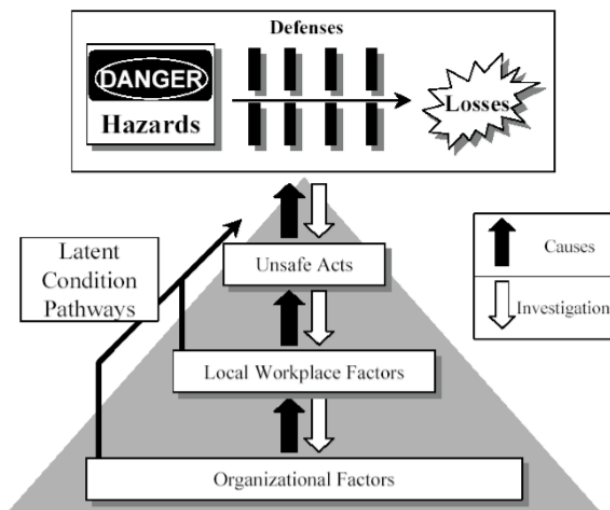 Defenses
DANGER
Hazards
Losses
Latent
Condition
Pathways
Unsafe Acts
Causes
Investigation
Local Workplace Factors
Organizational Factors